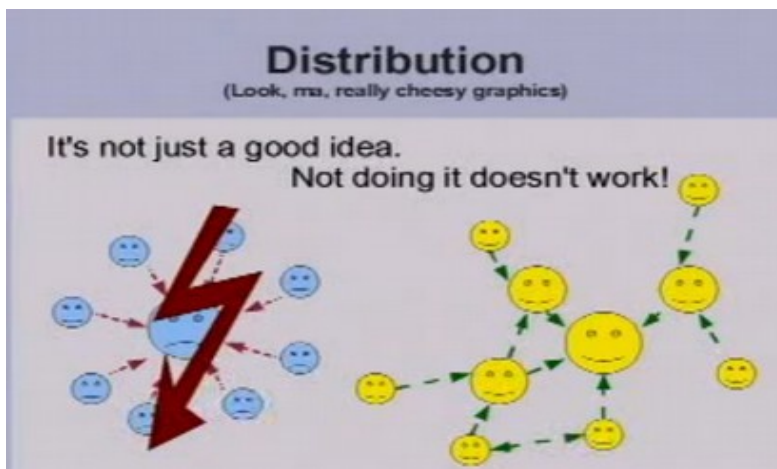 Distribution
(Look, ma, really cheesy graphics)
It's not just a good idea.
Not doing it doesn't work!